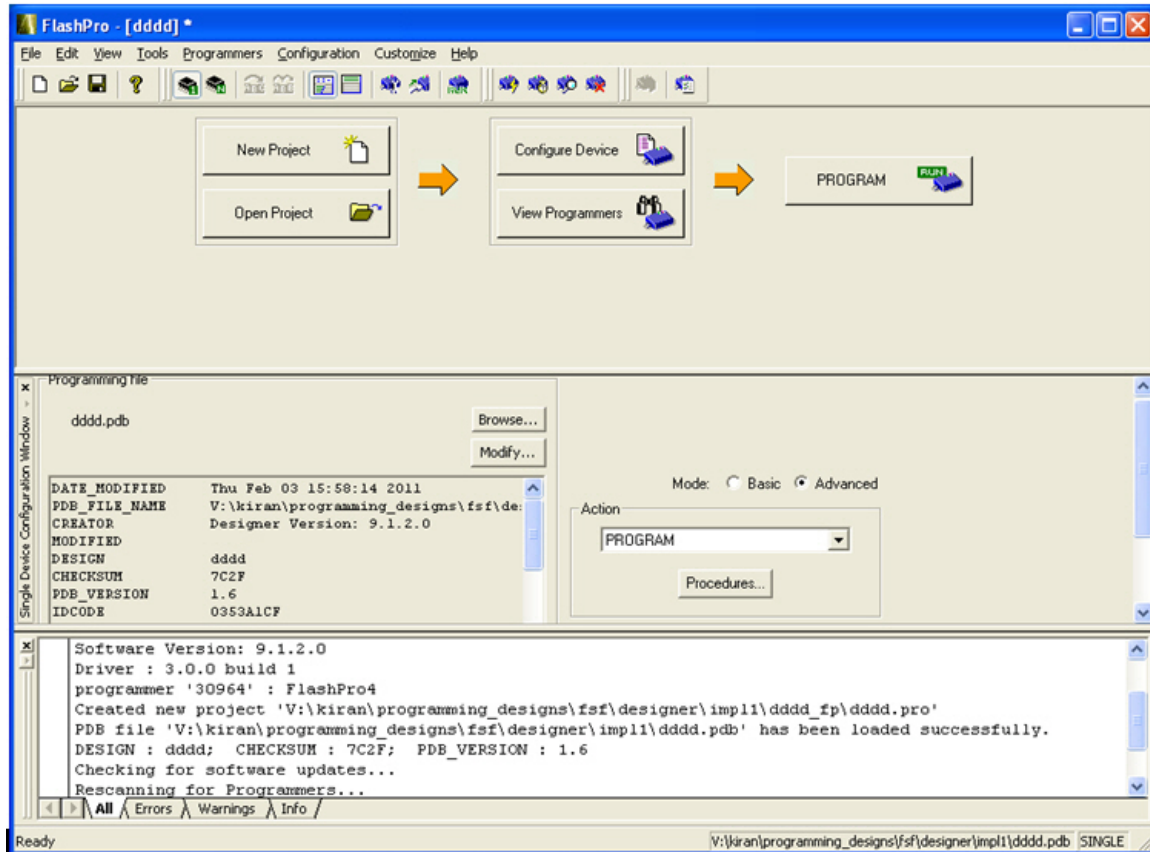 FlashPro - [dddd] *
File Edit View Tools Programmers Configuration Customize Help
New Project
Open Project
Configure Device
View Programmers
PROGRAM
RUN
Single Device Configuration Window
Programming file
dddd.pdb
Browse...
Modify...
DATE_MODIFIED Thu Feb 03 15:58:14 2011
PDB_FILE_NAME V:\kiran\programming_designs\fsf\de:
CREATOR Designer Version: 9.1.2.0
MODIFIED
DESIGN dddd
CHECKSUM 7C2F
PDB_VERSION 1.6
IDCODE 0353A1CF
Mode: Basic Advanced
Action
PROGRAM
Procedures...
Software Version: 9.1.2.0
Driver : 3.0.0 build 1
programmer '30964' : FlashPro4
Created new project 'V:\kiran\programming_designs\fsf\designer\impl1\dddd_fp\dddd.pro'
PDB file 'V:\kiran\programming_designs\fsf\designer\impl1\dddd.pdb' has been loaded successfully.
DESIGN : dddd; CHECKSUM : 7C2F; PDB_VERSION : 1.6
Checking for software updates...
Rescanning for Programmers...
All Errors Warnings Info
Ready
V:\kiran\programming_designs\fsf\designer\impl1\dddd.pdb SINGLE